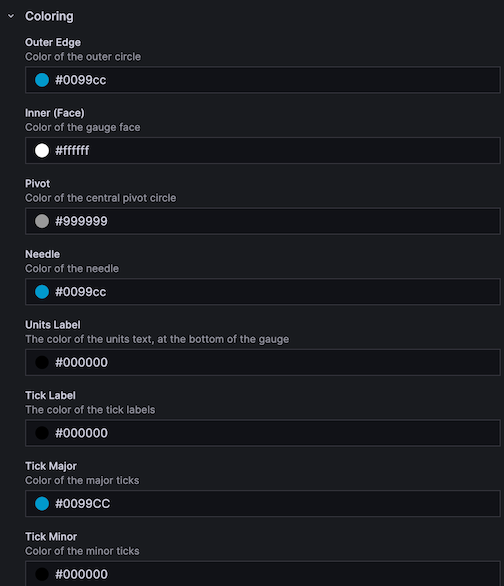 Coloring
Outer Edge
Color of the outer circle
#0099cc
Inner (Face)
Color of the gauge face
#ffffff
Pivot
Color of the central pivot circle
#999999
Needle
Color of the needle
#0099cc
Units Label
The color of the units text, at the bottom of the gauge
#000000
Tick Label
The color of the tick labels
#000000
Tick Major
Color of the major ticks
#0099CC
Tick Minor
Color of the minor ticks
#000000